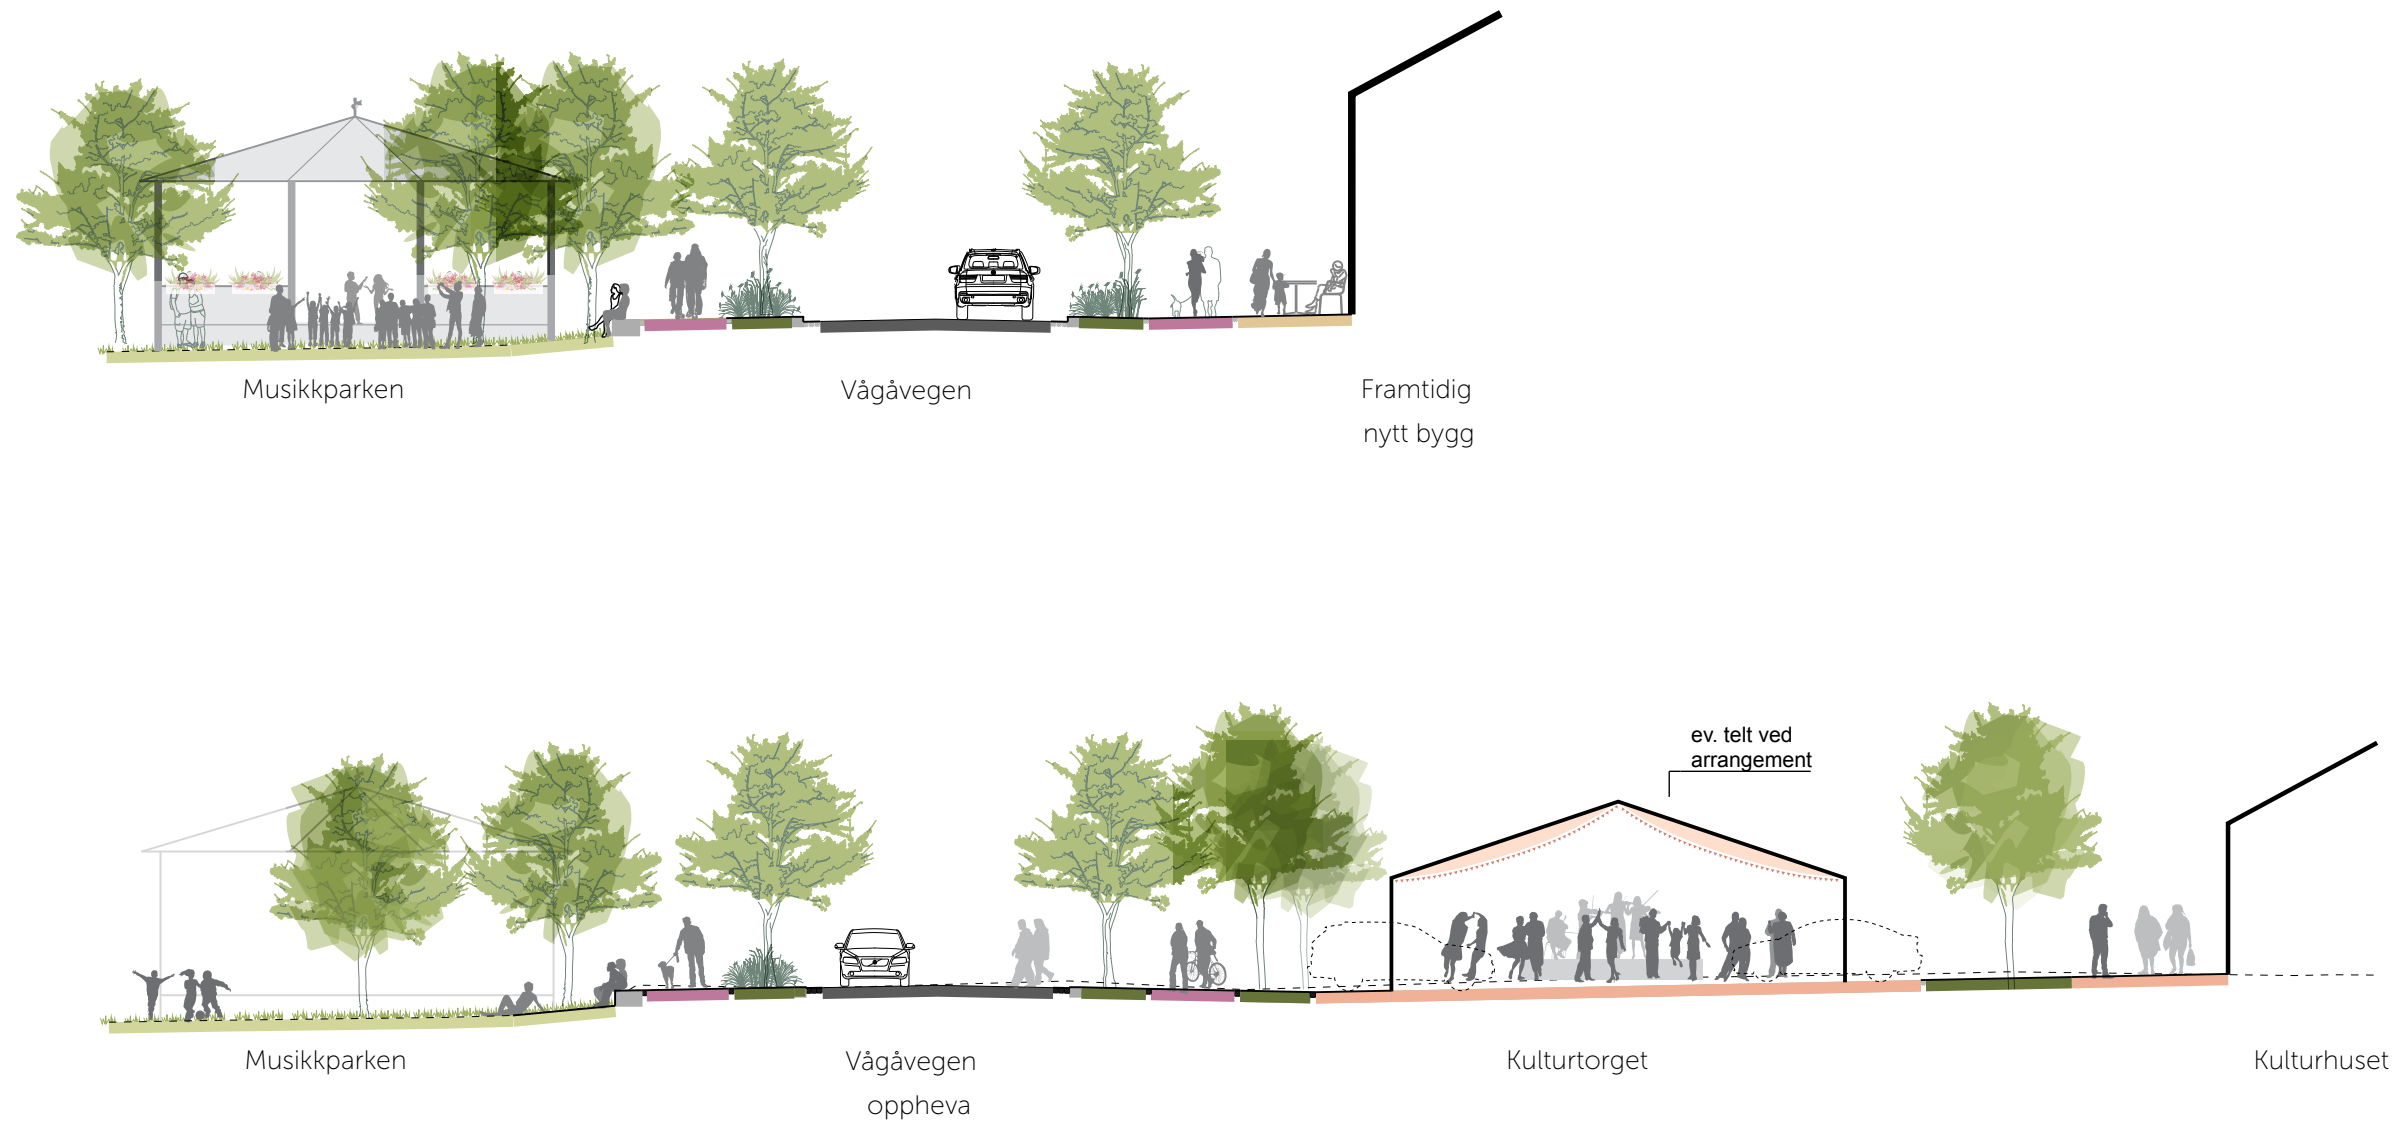 Musikkparken
Vågåvegen
Framtidig
nytt bygg
ev. telt ved
arrangement
Musikkparken
Vågåvegen
oppheva
Kulturtorget
Kulturhuset